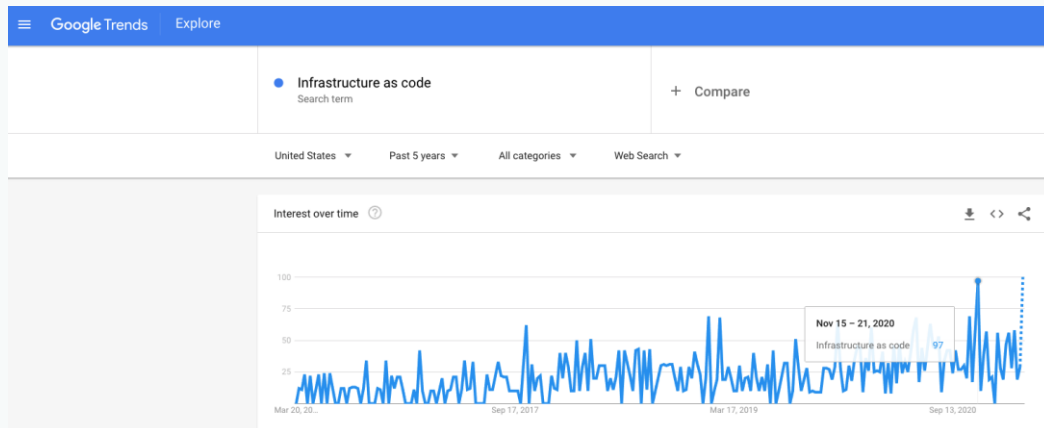 Google Trends Explore
Infrastructure as code
Search term
+ Compare
United States Past 5 years All categories Web Search
Interest over time
100
75
50
25
Nov 15 – 21, 2020
Infrastructure as code 97
Mar 20, 20... Sep 17, 2017 Mar 17, 2019 Sep 13, 2020